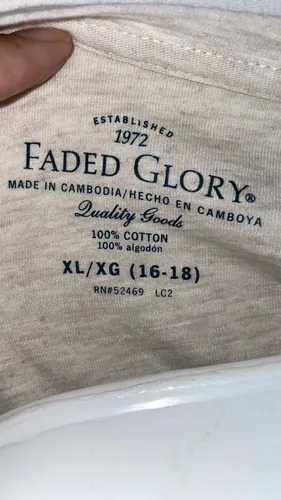 ESTABLISHED
1972
FADED GLORY®
MADE IN CAMBODIA/HECHO EN CAMBOYA
Quality Goods
100% COTTON
100% algodón
XL/XG (16-18)
RN#52469 LC2